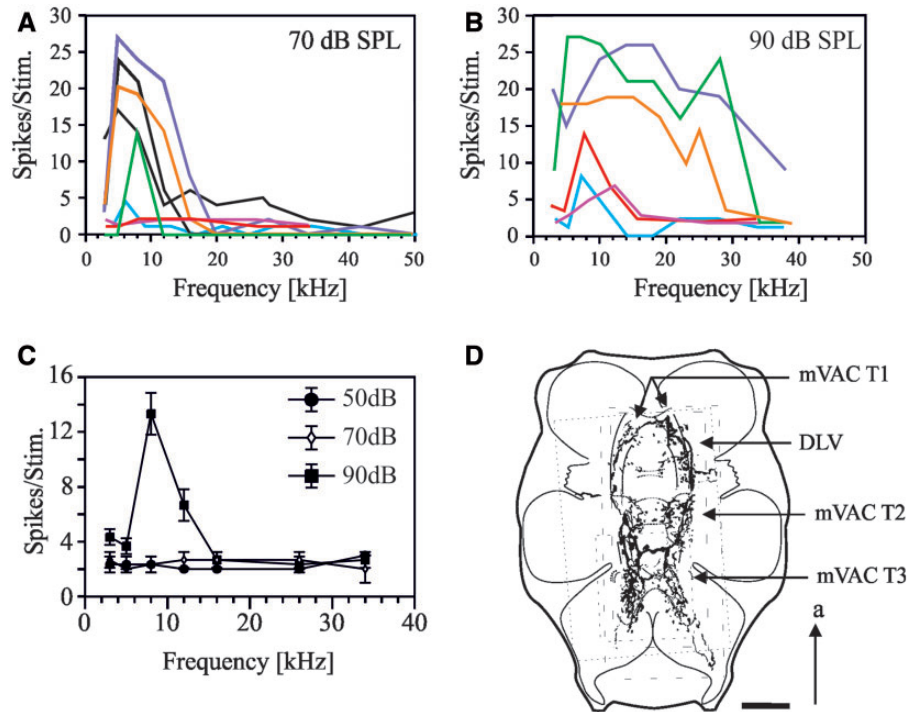 A
70 dB SPL
30
25
20
15
10
5
0
Spikes/Stim.
0 10 20 30 40 50
Frequency [kHz]
B
90 dB SPL
30
25
20
15
10
5
0
Spikes/Stim.
0 10 20 30 40 50
Frequency [kHz]
C
16
12
8
4
0
Spikes/Stim.
50dB
70dB
90dB
0 10 20 30 40
Frequency [kHz]
D
mVAC T1
DLV
mVAC T2
mVAC T3
a